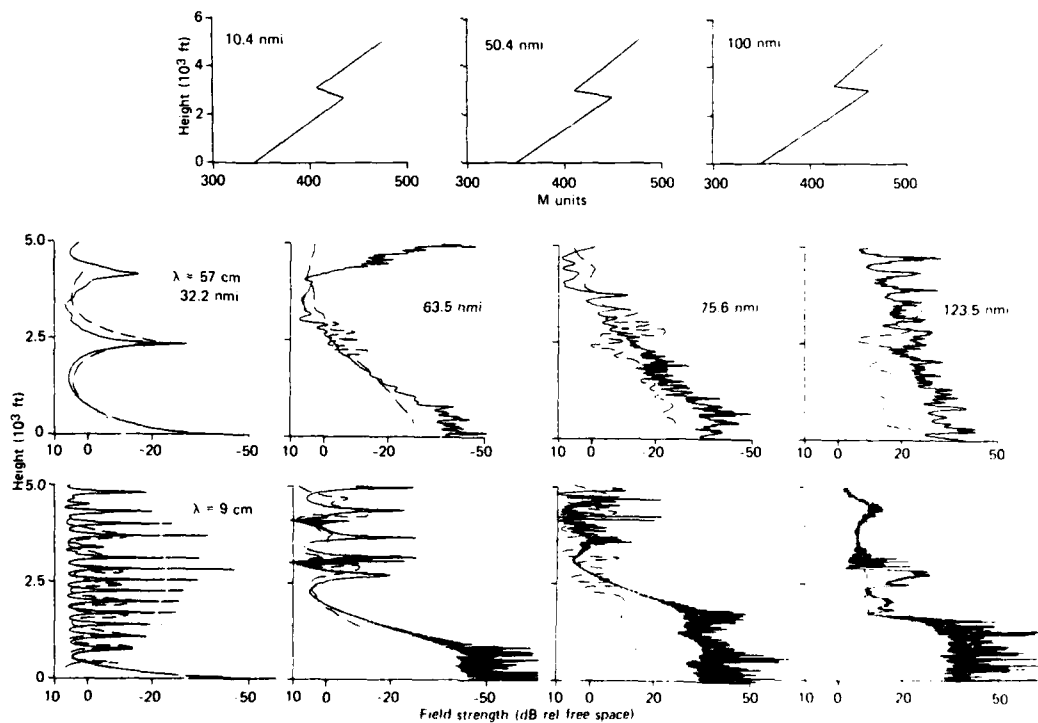 6
10.4 nmi
50.4 nmi
100 nmi
4
2
0
Height (10³ ft)
300 400 500 300 400 500 300 400 500
M units
5.0
λ = 57 cm
32.2 nmi
63.5 nmi
75.6 nmi
123.5 nmi
2.5
0
10 0 -20 -50 10 0 -20 -50 10 0 20 50 10 20 50
Height (10³ ft)
5.0
λ = 9 cm
2.5
0
10 0 -20 -50 10 0 -20 -50 10 0 20 50 10 0 20 50
Field strength (dB rel free space)